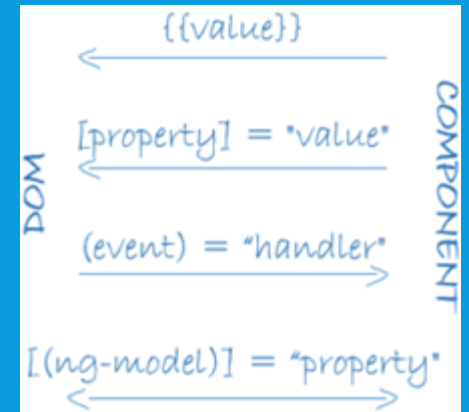 {{value}}
[property] = "value"
DOM
COMPONENT
(event) = "handler"
[(ng-model)] = "property"